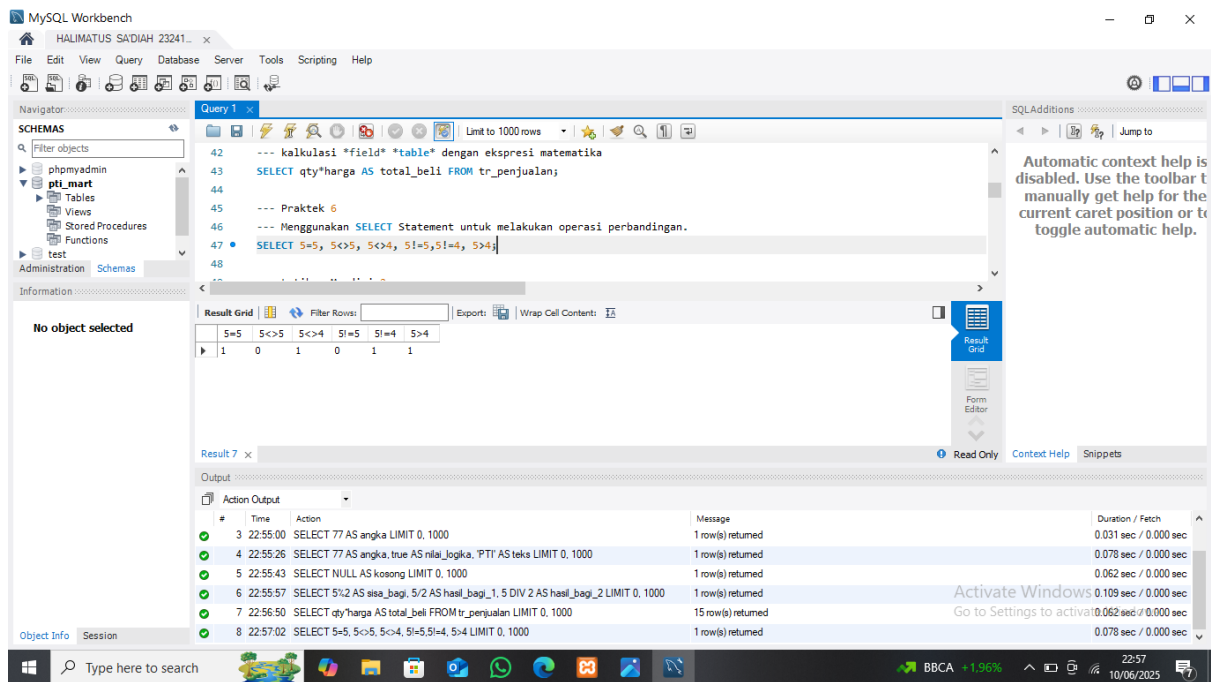 MySQL Workbench
HALIMATUS SA'DIAH 23241...
File Edit View Query Database Server Tools Scripting Help
Navigator
SCHEMAS
Filter objects
phpmyadmin
pti_mart
Tables
Views
Stored Procedures
Functions
test
Administration Schemas
Information
No object selected
Object Info Session
Query 1
Limit to 1000 rows
42 --- kalkulasi *field* *table* dengan ekspresi matematika
43 SELECT qty*harga AS total_beli FROM tr_penjualan;
44
45 --- Praktek 6
46 --- Menggunakan SELECT Statement untuk melakukan operasi perbandingan.
47 SELECT 5=5, 5<>5, 5<>4, 5!=5,5!=4, 5>4;
48
Result Grid Filter Rows: Export: Wrap Cell Content:
5=5 5<>5 5<>4 5!=5 5!=4 5>4
1 0 1 0 1 1
Result Grid
Form Editor
Result 7
Read Only
SQLAdditions
Jump to
Automatic context help is
disabled. Use the toolbar t
manually get help for the
current caret position or to
toggle automatic help.
Context Help Snippets
Output
Action Output
# Time Action Message Duration / Fetch
3 22:55:00 SELECT 77 AS angka LIMIT 0, 1000 1 row(s) returned 0.031 sec / 0.000 sec
4 22:55:26 SELECT 77 AS angka, true AS nilai_logika, 'PTI' AS teks LIMIT 0, 1000 1 row(s) returned 0.078 sec / 0.000 sec
5 22:55:43 SELECT NULL AS kosong LIMIT 0, 1000 1 row(s) returned 0.062 sec / 0.000 sec
6 22:55:57 SELECT 5%2 AS sisa_bagi, 5/2 AS hasil_bagi_1, 5 DIV 2 AS hasil_bagi_2 LIMIT 0, 1000 1 row(s) returned 0.109 sec / 0.000 sec
7 22:56:50 SELECT qty*harga AS total_beli FROM tr_penjualan LIMIT 0, 1000 15 row(s) returned 0.062 sec / 0.000 sec
8 22:57:02 SELECT 5=5, 5<>5, 5<>4, 5!=5,5!=4, 5>4 LIMIT 0, 1000 1 row(s) returned 0.078 sec / 0.000 sec
Activate Windows
Go to Settings to activate Windows.
Type here to search
BBCA +1,96%
22:57
10/06/2025
7